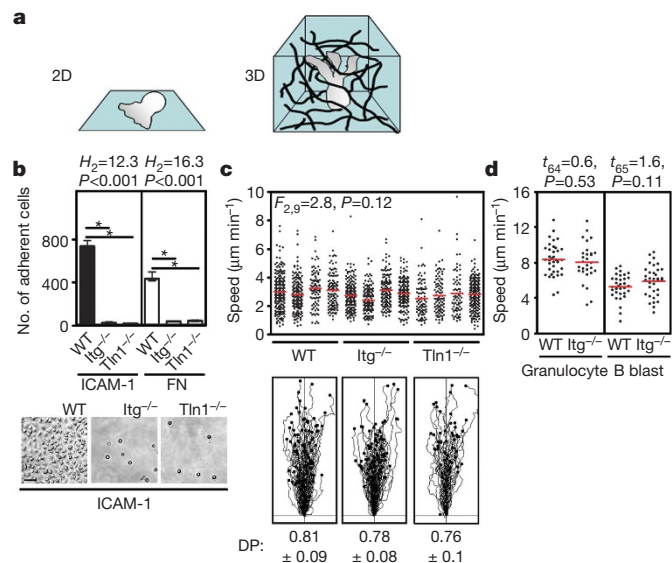 a
2D
3D
b
H2=12.3 H2=16.3
P<0.001 P<0.001
No. of adherent cells
800
400
0
*
*
*
*
WT
Itg–/–
Tln1–/–
WT
Itg–/–
Tln1–/–
ICAM-1 FN
WT Itg–/– Tln1–/–
ICAM-1
c
F2,9=2.8, P=0.12
Speed (μm min–1)
10
8
6
4
2
0
WT Itg–/– Tln1–/–
DP: 0.81 0.78 0.76
± 0.09 ± 0.08 ± 0.1
d
t64=0.6, t65=1.6,
P=0.53 P=0.11
Speed (μm min–1)
16
12
8
4
0
WT Itg–/– WT Itg–/–
Granulocyte B blast